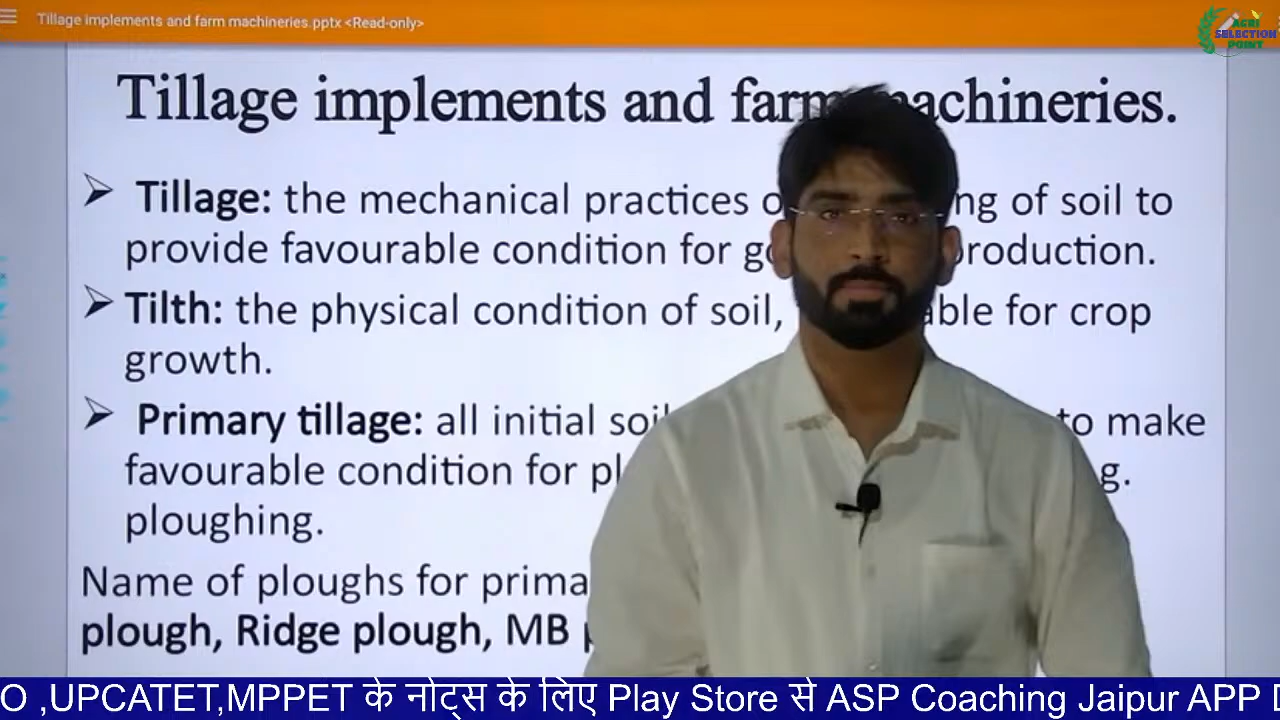 Tillage implements and farm machineries.pptx <Read-only>
AGRI
SELECTION
POINT
Tillage implements and farm machineries.
➢ Tillage: the mechanical practices ng of soil to
provide favourable condition for production.
➢ Tilth: the physical condition of soil, able for crop
growth.
➢ Primary tillage: all initial soil to make
favourable condition for g.
ploughing.
Name of ploughs for prima
plough, Ridge plough, MB
O ,UPCATET,MPPET के नोट्स के लिए Play Store से ASP Coaching Jaipur APP